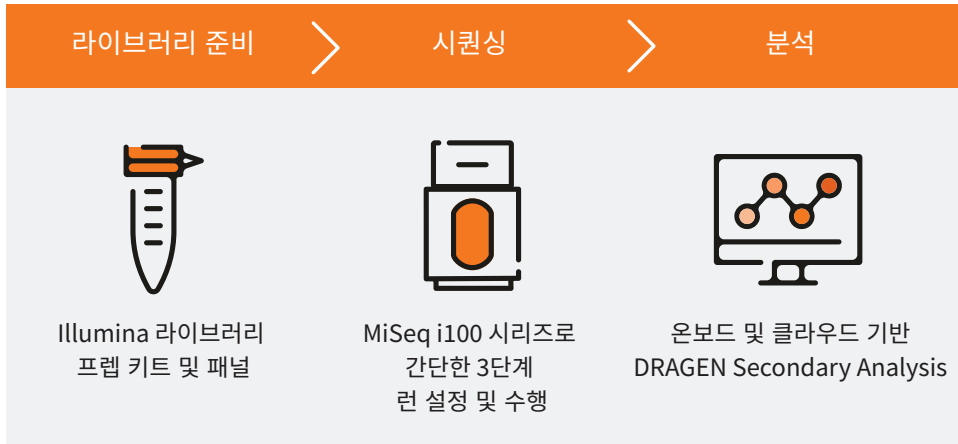 라이브러리 준비
시퀀싱
분석
Illumina 라이브러리
프렙 키트 및 패널
MiSeq i100 시리즈로
간단한 3단계
런 설정 및 수행
온보드 및 클라우드 기반
DRAGEN Secondary Analysis